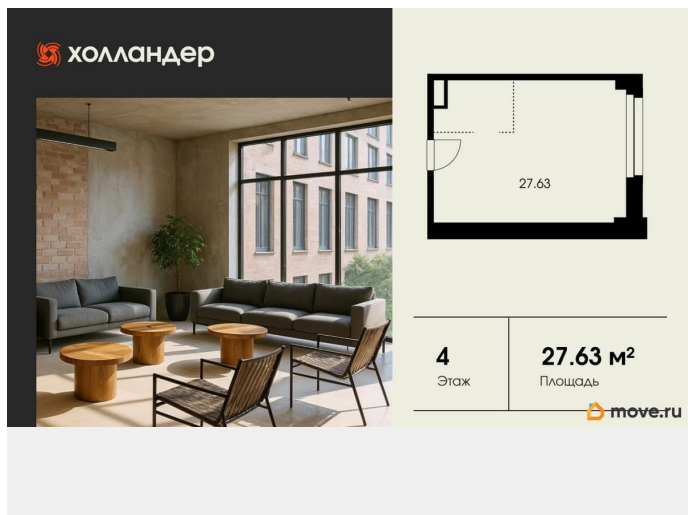 холландер
27.63
4
Этаж
27.63 м²
Площадь
move.ru